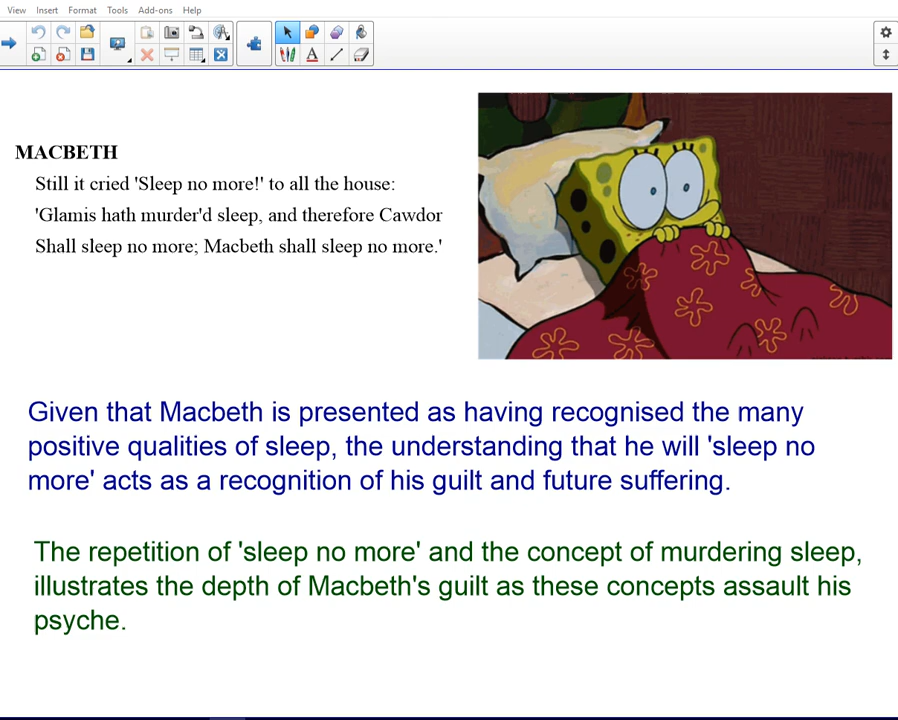 View Insert Format Tools Add-ons Help
MACBETH
Still it cried 'Sleep no more!' to all the house:
'Glamis hath murder'd sleep, and therefore Cawdor
Shall sleep no more; Macbeth shall sleep no more.'
Given that Macbeth is presented as having recognised the many
positive qualities of sleep, the understanding that he will 'sleep no
more' acts as a recognition of his guilt and future suffering.
The repetition of 'sleep no more' and the concept of murdering sleep,
illustrates the depth of Macbeth's guilt as these concepts assault his
psyche.